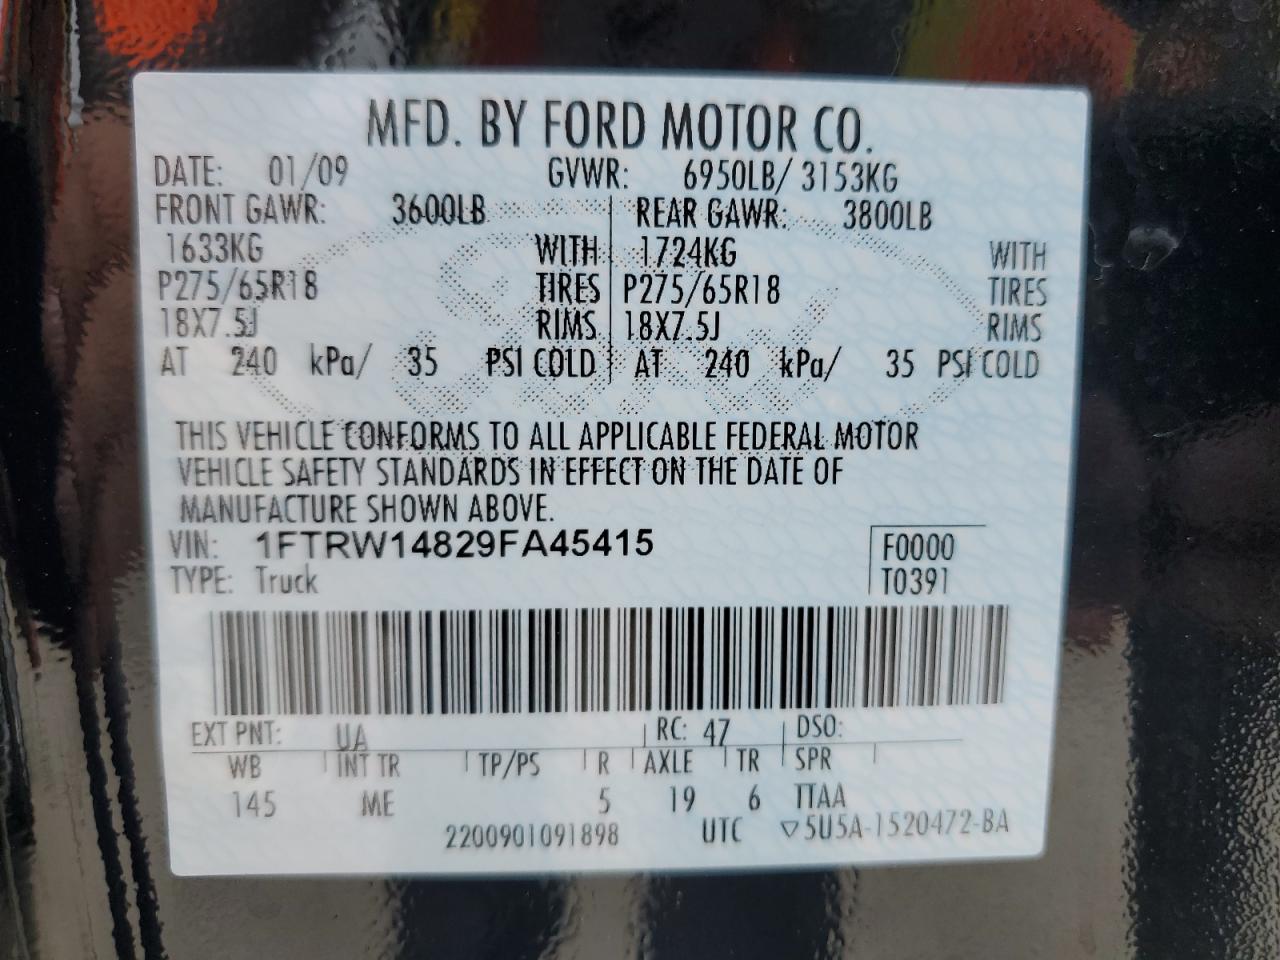 MFD. BY FORD MOTOR CO.
DATE: 01/09 GVWR: 6950LB/ 3153KG
FRONT GAWR: 3600LB REAR GAWR: 3800LB
1633KG WITH 1724KG WITH
P275/65R18 TIRES P275/65R18 TIRES
18X7.5J RIMS 18X7.5J RIMS
AT 240 kPa/ 35 PSI COLD AT 240 kPa/ 35 PSI COLD
THIS VEHICLE CONFORMS TO ALL APPLICABLE FEDERAL MOTOR
VEHICLE SAFETY STANDARDS IN EFFECT ON THE DATE OF
MANUFACTURE SHOWN ABOVE.
VIN: 1FTRW14829FA45415 F0000
TYPE: Truck T0391
EXT PNT: UA RC: 47 DSO:
WB INT TR TP/PS R AXLE TR SPR
145 ME 5 19 6 TTAA
2200901091898 UTC ▽5U5A-1520472-BA